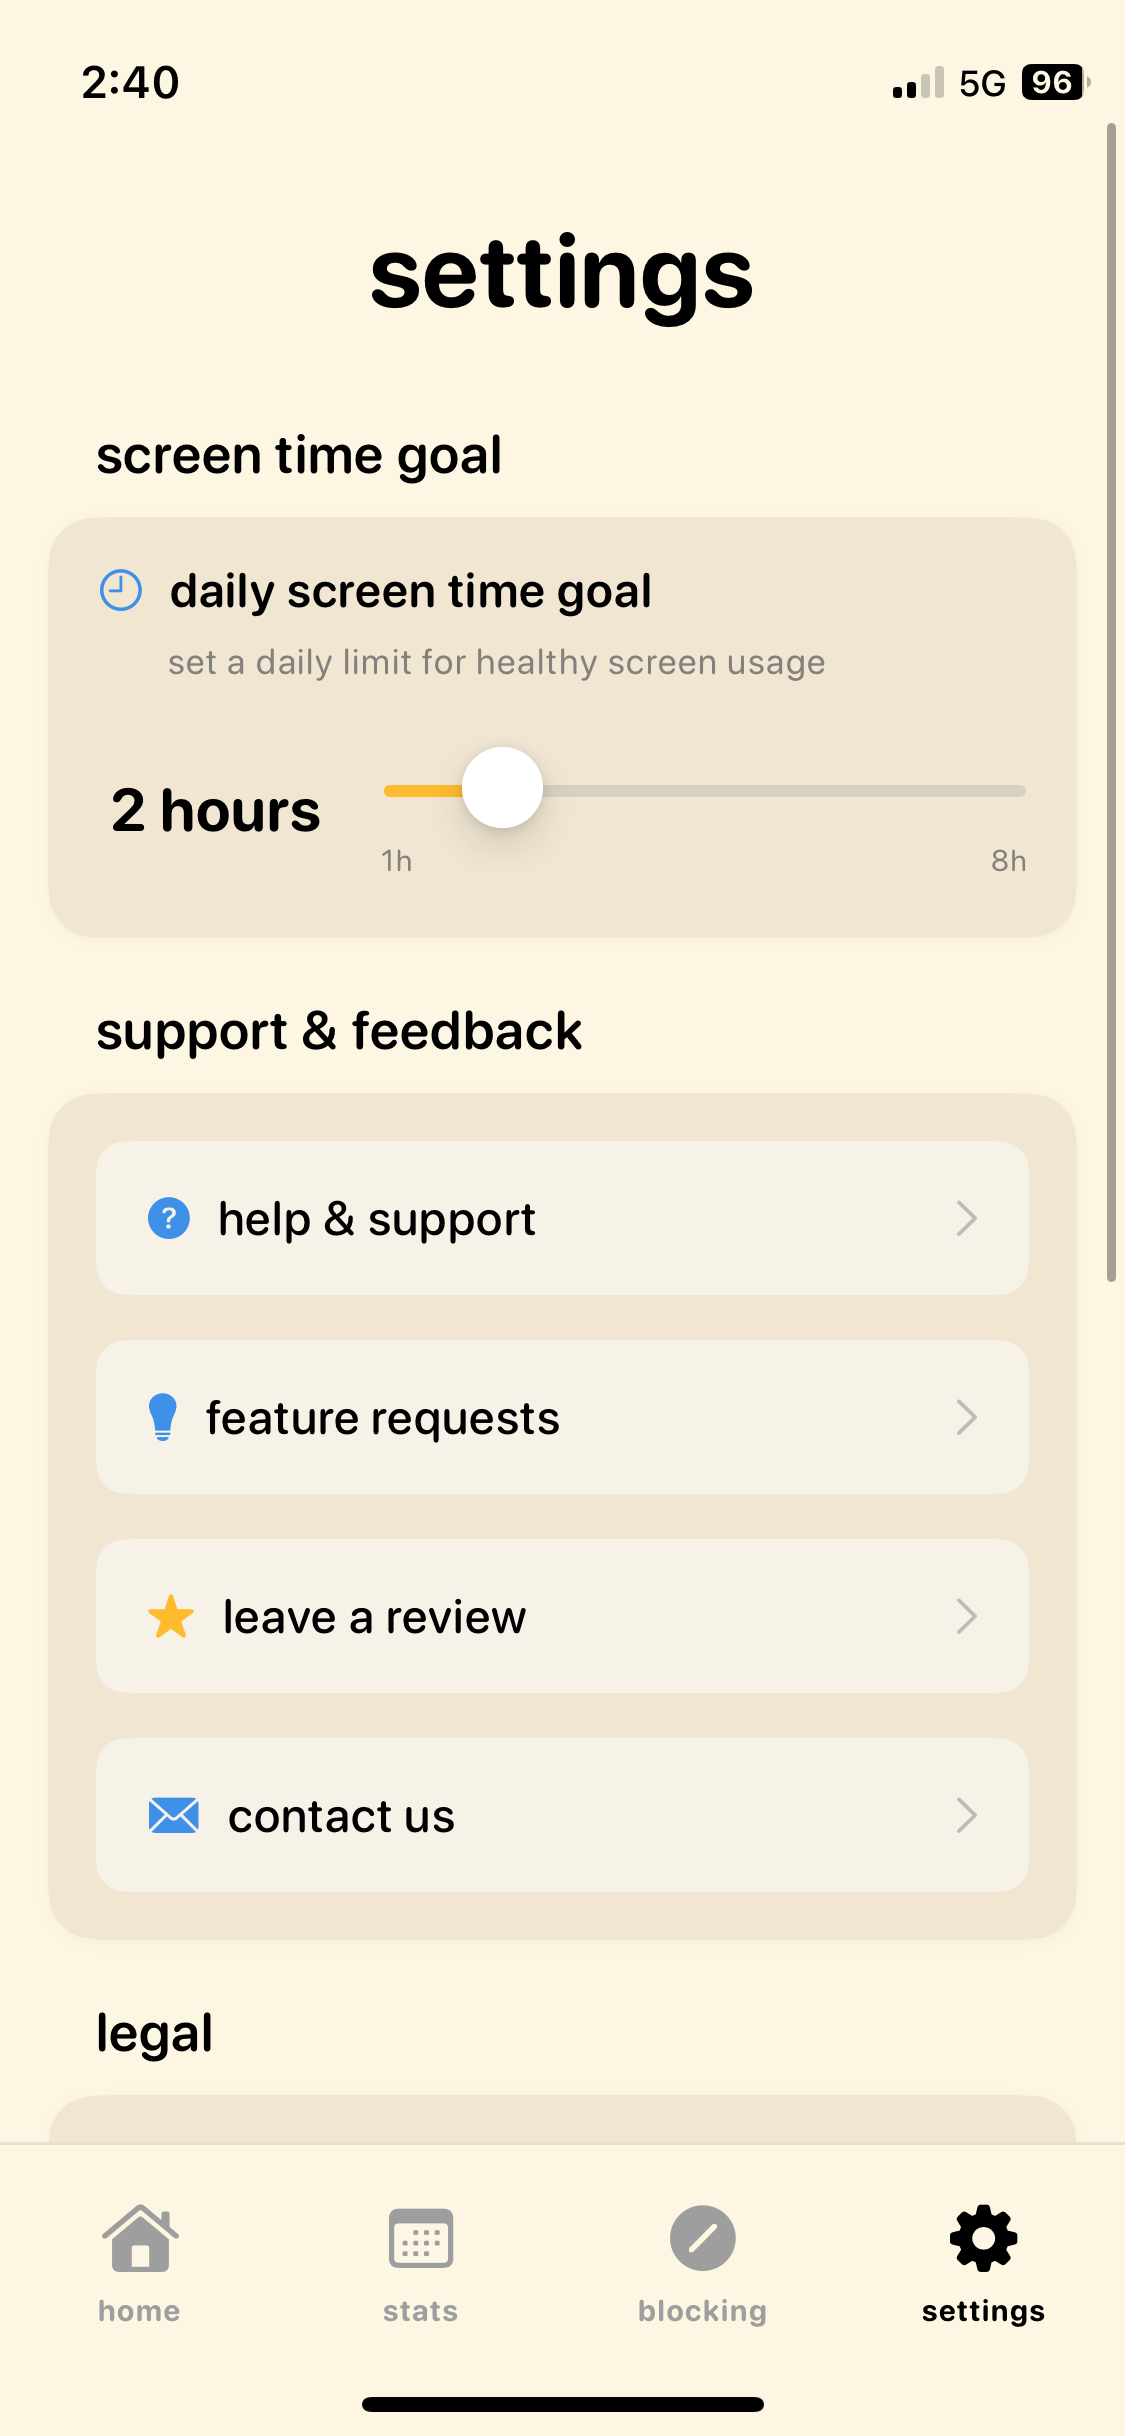 2:40
5G
96
settings
screen time goal
daily screen time goal
set a daily limit for healthy screen usage
2 hours
1h
8h
support & feedback
? help & support
feature requests
leave a review
contact us
legal
home
stats
blocking
settings